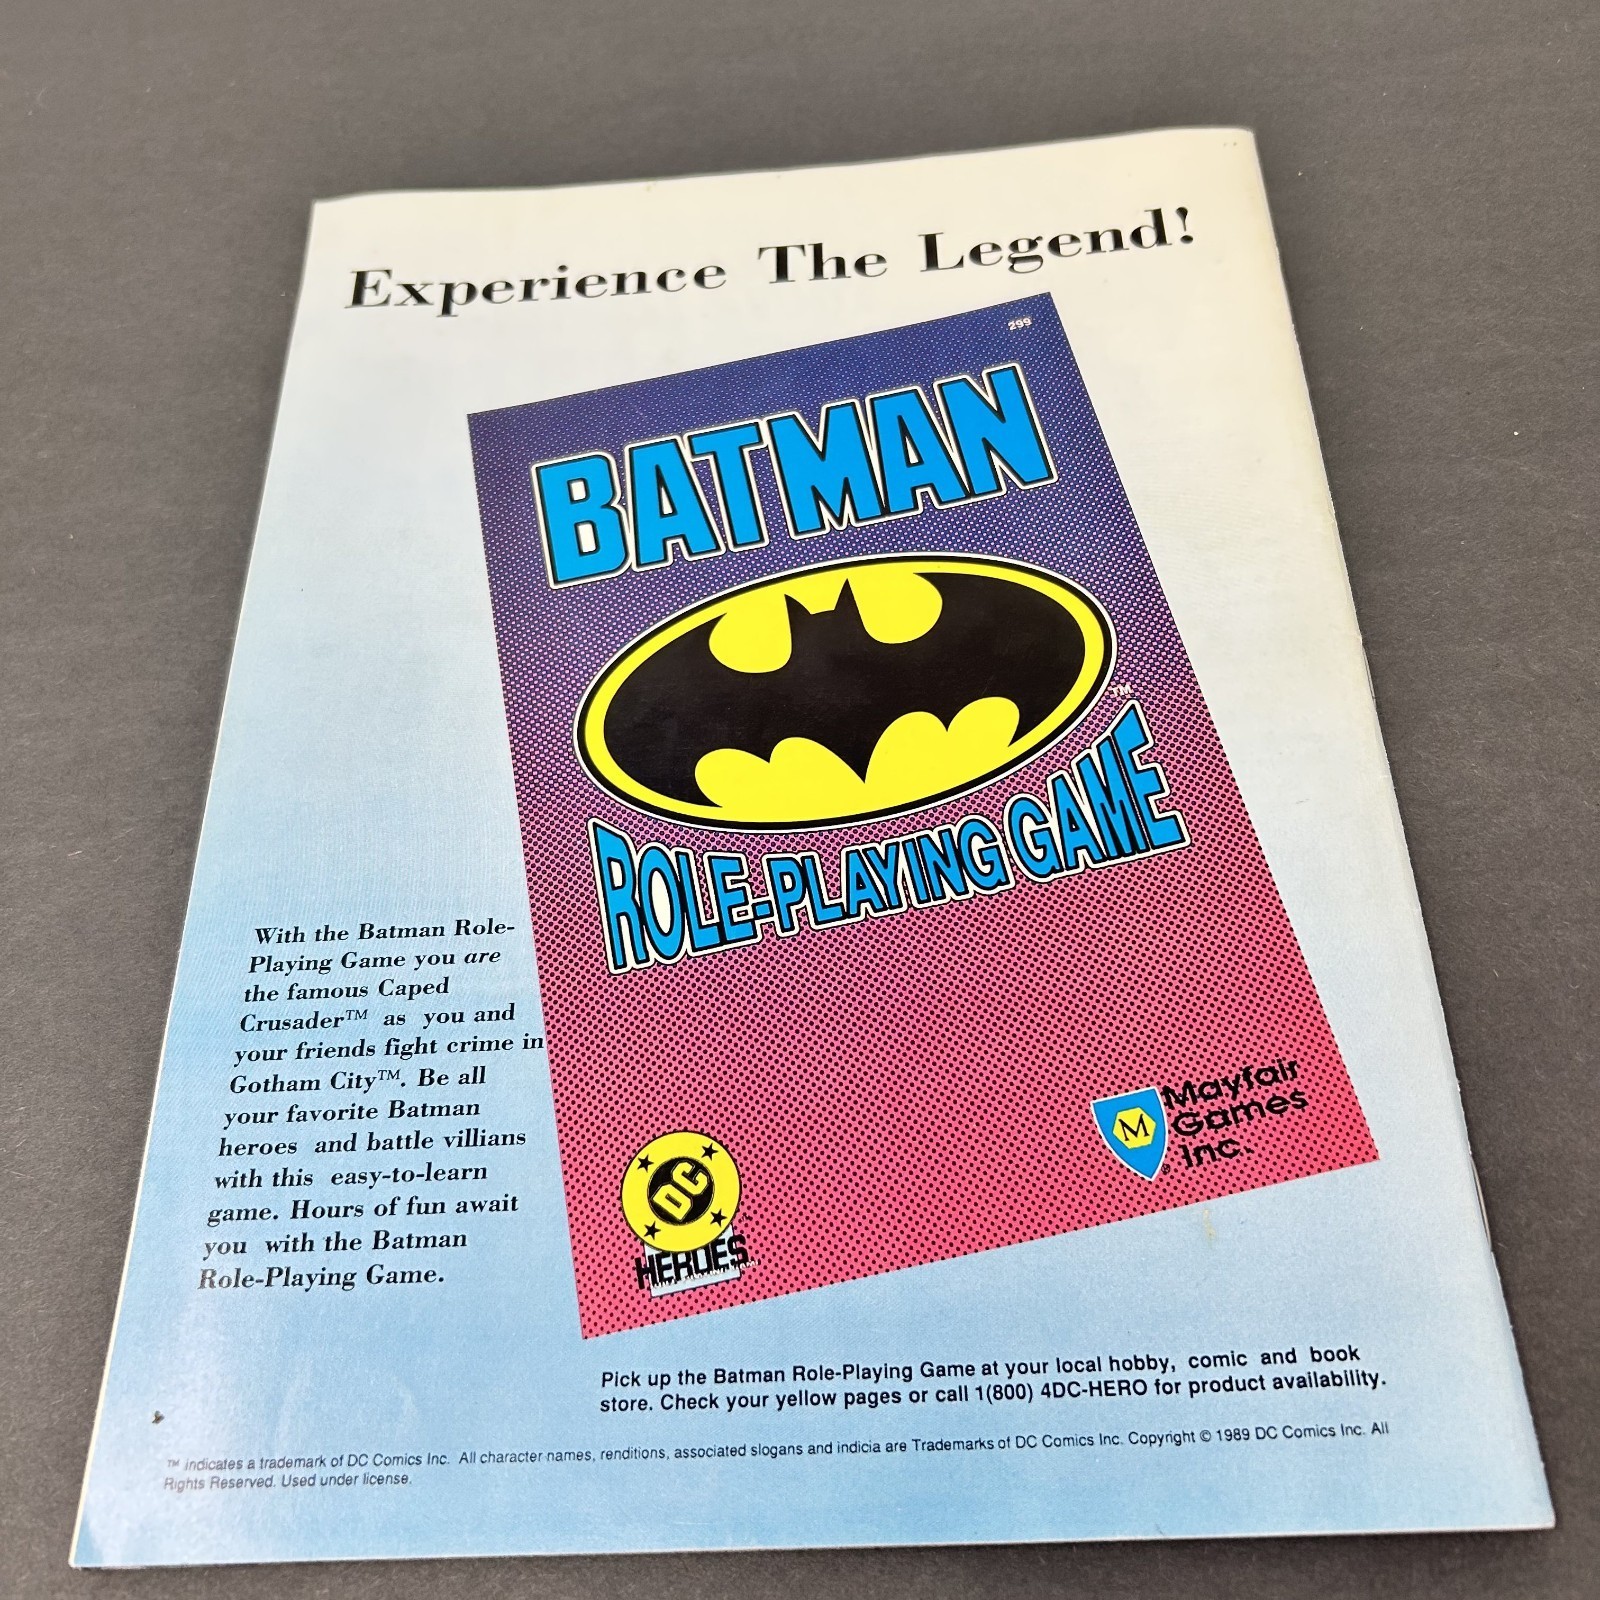 Experience The Legend!
299
BATMAN
TM
ROLE-PLAYING GAME
With the Batman Role-
Playing Game you are
the famous Caped
Crusader™ as you and
your friends fight crime in
Gotham City™. Be all
your favorite Batman
heroes and battle villians
with this easy-to-learn
game. Hours of fun await
you with the Batman
Role-Playing Game.
M
®
Mayfair
Games
Inc.
DC
HEROES
Pick up the Batman Role-Playing Game at your local hobby, comic and book
store. Check your yellow pages or call 1(800) 4DC-HERO for product availability.
™ indicates a trademark of DC Comics Inc. All character names, renditions, associated slogans and indicia are Trademarks of DC Comics Inc. Copyright © 1989 DC Comics Inc. All
Rights Reserved. Used under license.